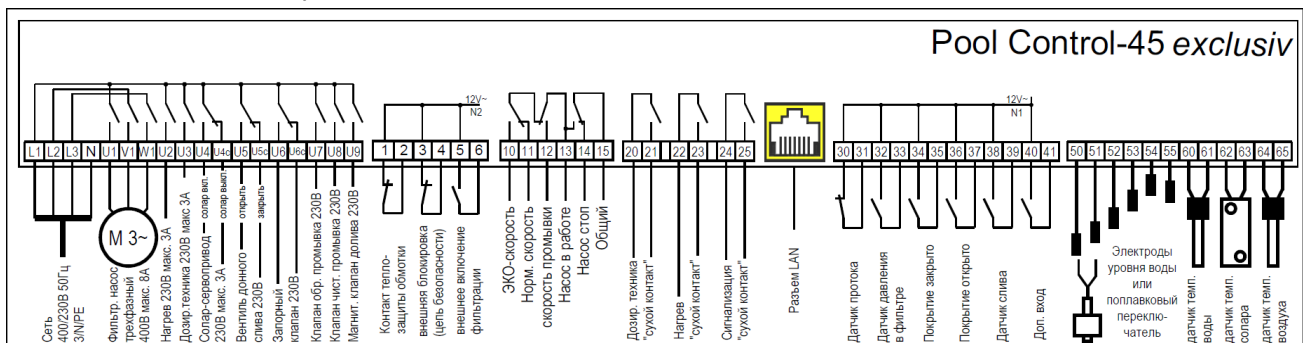 Pool Control-45 exclusiv
12V~
N2
12V~
N1
L1 L2 L3 N U1 V1 W1 U2 U3 U4 U4c U5 U5c U6 U6c U7 U8 U9
1 2 3 4 5 6
10 11 12 13 14 15
20 21 22 23 24 25
30 31 32 33 34 35 36 37 38 39 40 41
50 51 52 53 54 55 60 61 62 63 64 65
M 3~
Сеть
400/230В 50Гц
3/N/PE
Фильтр. насос
трехфазный
400В макс. 8А
Нагрев 230В макс. 3А
Дозир.техника 230В макс 3А
Солар-сервопривод
солар вкл.
230В макс. 3А
солар выкл.
Вентиль донного
открыть
слива 230В
закрыть
Запорный
клапан 230В
Клапан обр. промывка 230В
Клапан чист. промывка 230В
Магнит. клапан долива 230В
Контакт тепло-
защиты обмотки
внешняя блокировка
(цепь безопасности)
внешнее включение
фильтрации
ЭКО-скорость
Норм. скорость
скорость промывки
Насос в работе
Насос стоп
Общий
Дозир. техника
"сухой контакт"
Нагрев
"сухой контакт"
Сигнализация
"сухой контакт"
Разъем LAN
Датчик протока
Датчик давления
в фильтре
Покрытие закрыто
Покрытие открыто
Датчик слива
Доп. вход
Электроды
уровня воды
или
поплавковый
переклю-
чатель
датчик темп.
воды
датчик темп.
солара
датчик темп.
воздуха